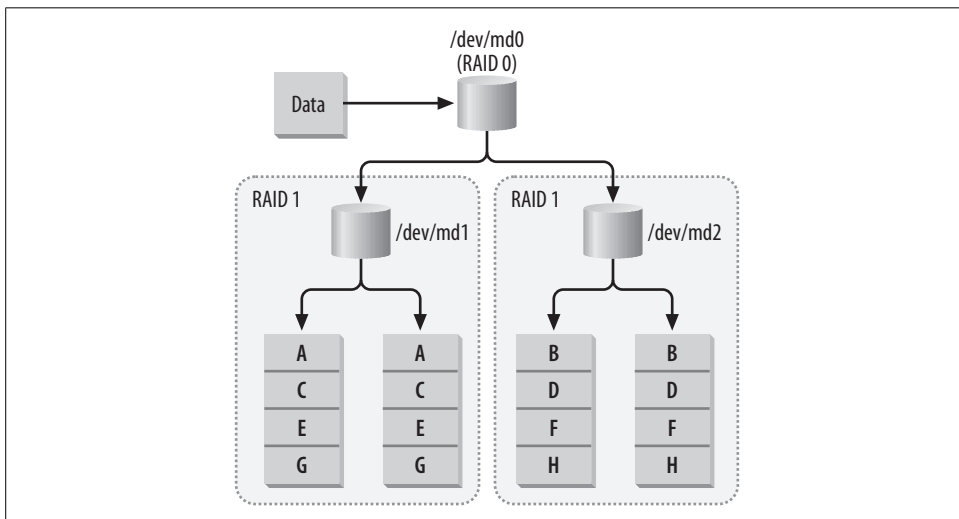 /dev/md0
(RAID 0)
Data
RAID 1
/dev/md1
RAID 1
/dev/md2
A
A
B
B
C
C
D
D
E
E
F
F
G
G
H
H